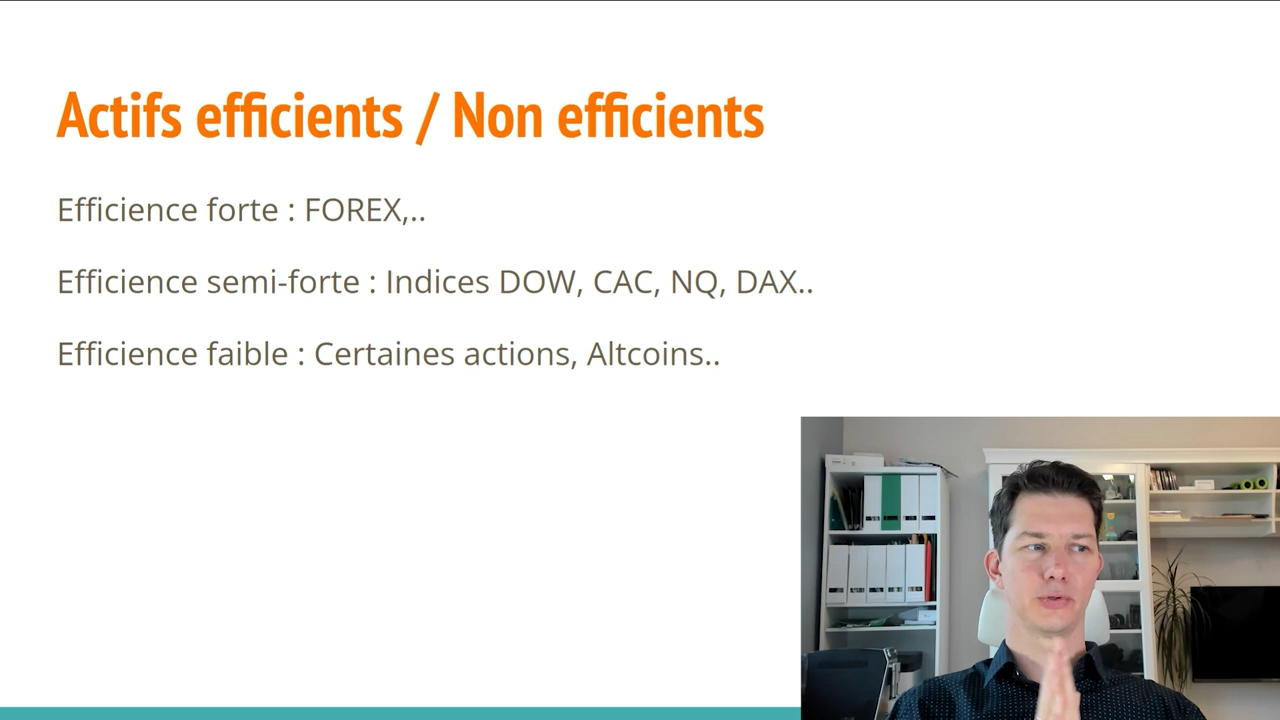 Actifs efficients / Non efficients
Efficience forte : FOREX,..
Efficience semi-forte : Indices DOW, CAC, NQ, DAX..
Efficience faible : Certaines actions, Altcoins..